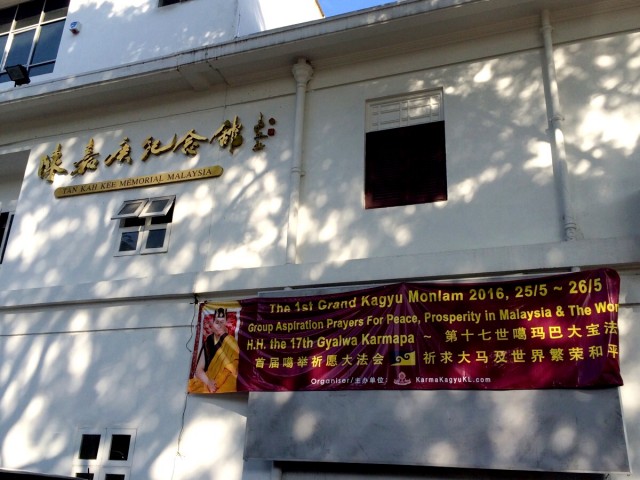 陳嘉庚紀念館
TAN KAH KEE MEMORIAL MALAYSIA
The 1st Grand Kagyu Monlam 2016, 25/5 ~ 26/5
Group Aspiration Prayers For Peace, Prosperity in Malaysia & The Wor
H.H. the 17th Gyalwa Karmapa ~ 第十七世噶玛巴大宝法
首届噶举祈愿大法会 祈求大马及世界繁荣和平
Organiser/主办单位: KarmaKagyuKL.com